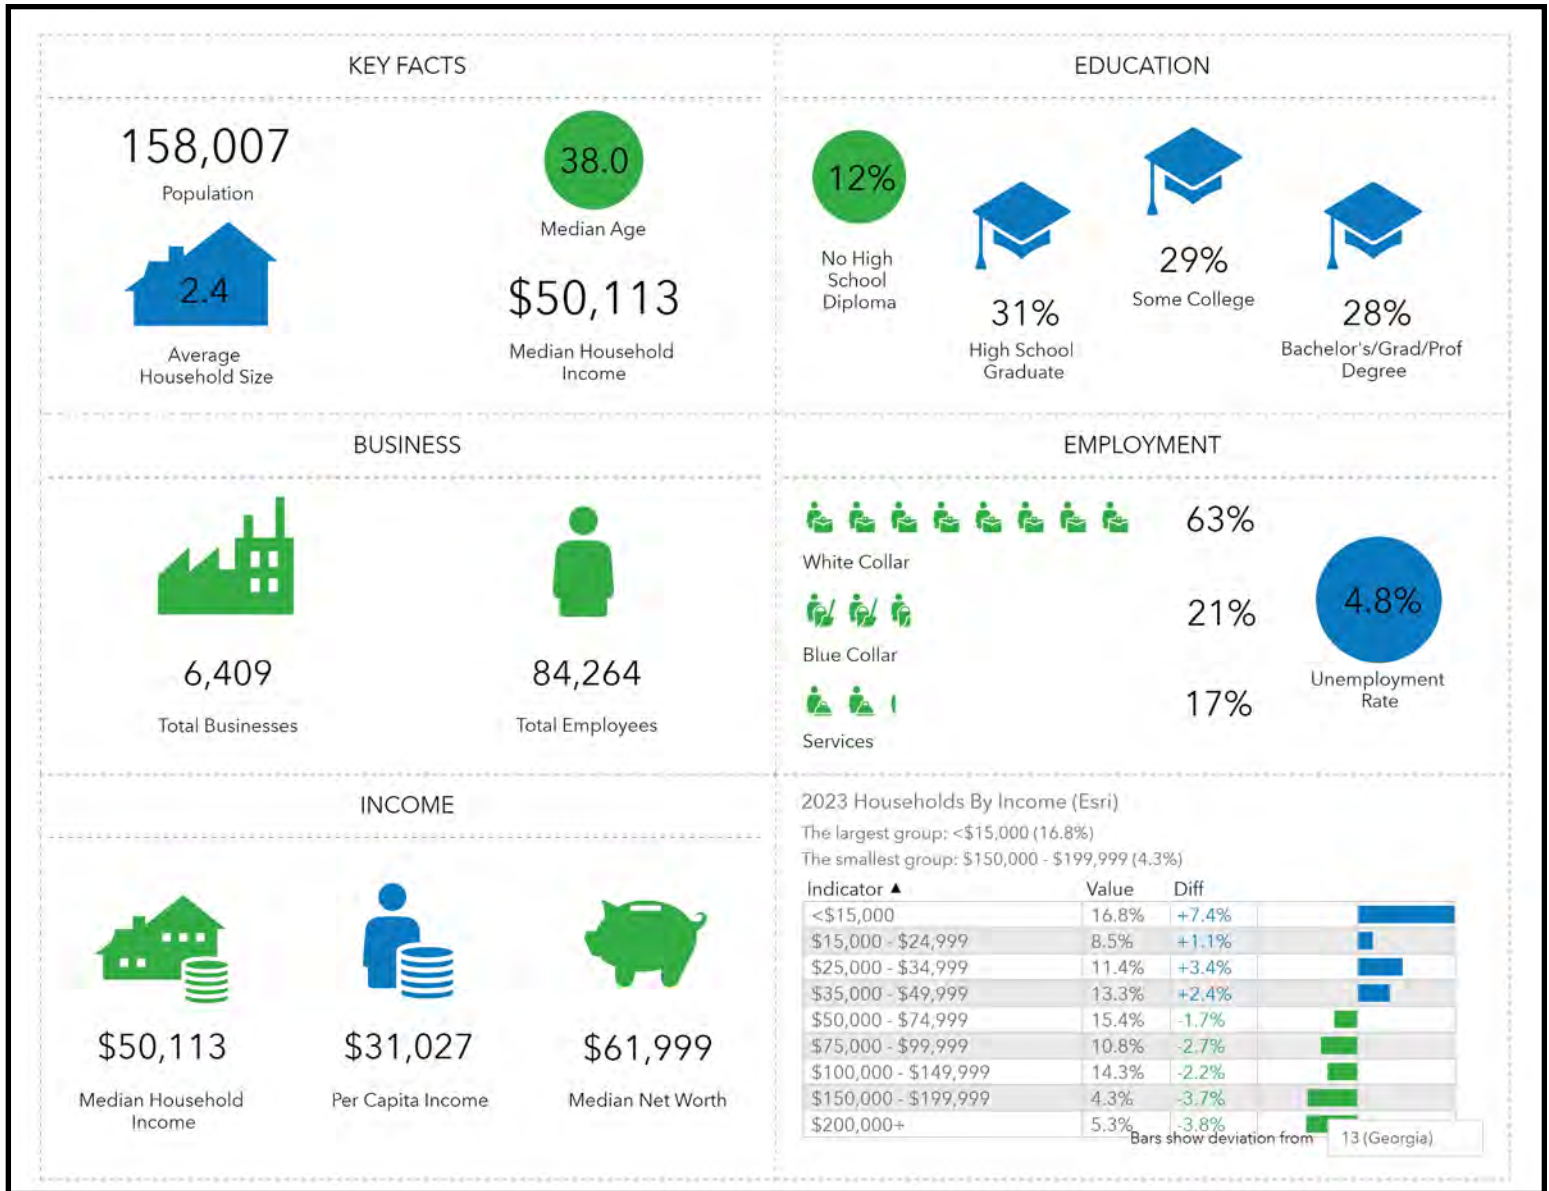 KEY FACTS
158,007
Population
38.0
Median Age
2.4
Average
Household Size
$50,113
Median Household
Income
EDUCATION
12%
No High
School
Diploma
31%
High School
Graduate
29%
Some College
28%
Bachelor's/Grad/Prof
Degree
BUSINESS
6,409
Total Businesses
84,264
Total Employees
EMPLOYMENT
63%
White Collar
21%
Blue Collar
17%
Services
4.8%
Unemployment
Rate
INCOME
$50,113
Median Household
Income
$31,027
Per Capita Income
$61,999
Median Net Worth
2023 Households By Income (Esri)
The largest group: <$15,000 (16.8%)
The smallest group: $150,000 - $199,999 (4.3%)
Indicator ▲ Value Diff
<$15,000 16.8% +7.4%
$15,000 - $24,999 8.5% +1.1%
$25,000 - $34,999 11.4% +3.4%
$35,000 - $49,999 13.3% +2.4%
$50,000 - $74,999 15.4% -1.7%
$75,000 - $99,999 10.8% -2.7%
$100,000 - $149,999 14.3% -2.2%
$150,000 - $199,999 4.3% -3.7%
$200,000+ 5.3% -3.8%
Bars show deviation from 13 (Georgia)